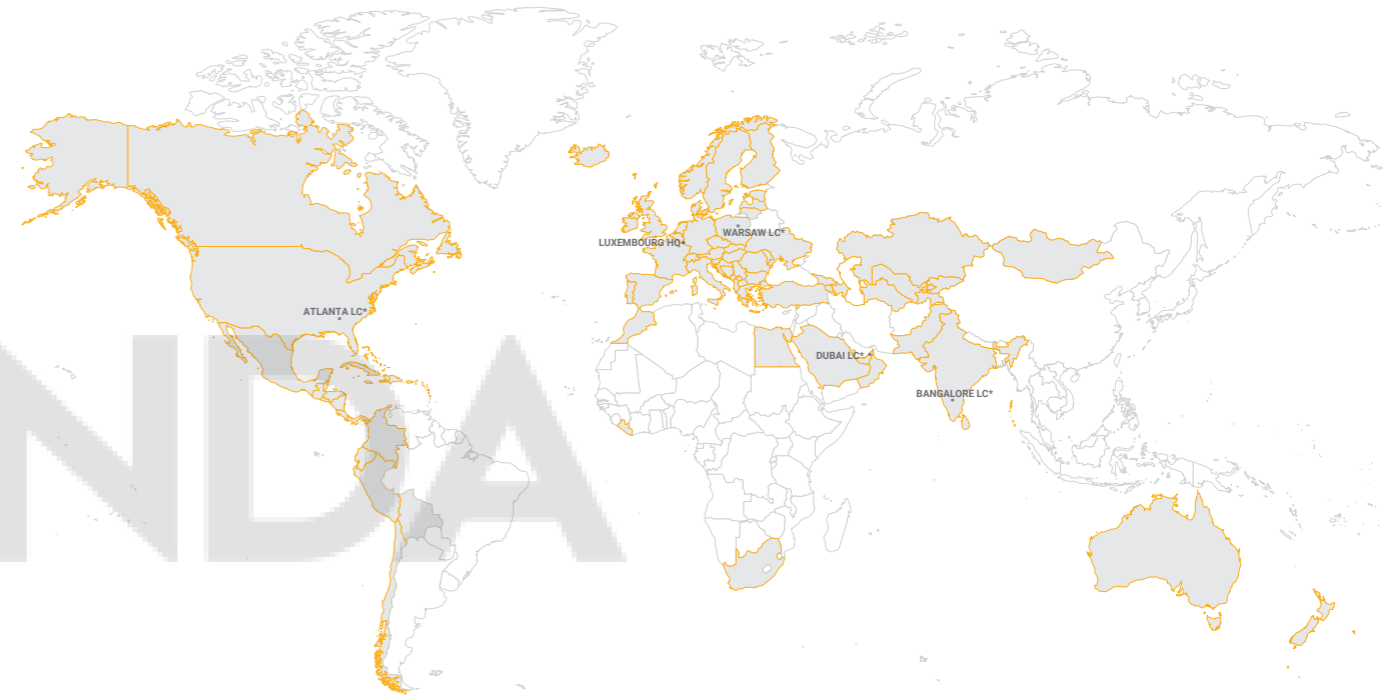 WARSAW LC*
LUXEMBOURG HQ*
ATLANTA LC*
DUBAI LC*
BANGALORE LC*
NDA